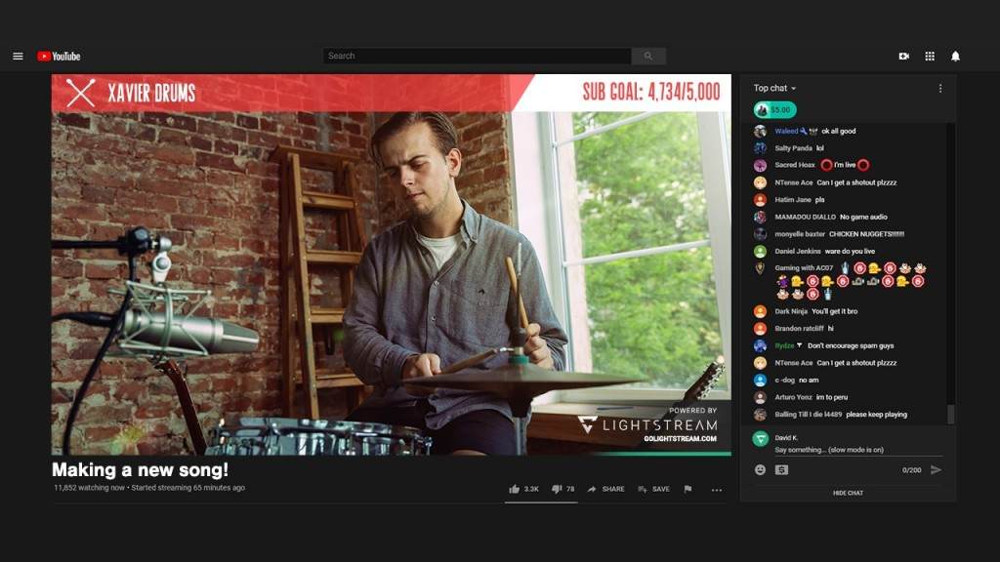 YouTube
Search
XAVIER DRUMS
SUB GOAL: 4,734/5,000
POWERED BY
LIGHTSTREAM
GOLIGHTSTREAM.COM
Making a new song!
11,852 watching now • Started streaming 65 minutes ago
3.3K
78
SHARE
SAVE
Top chat
$5.00
Waleed ok all good
Salty Panda lol
Sacred Hoax I'm live
NTense Ace Can I get a shotout plzzzz
Hatim Jane pls
MAMADOU DIALLO No game audio
monyelle baxter CHICKEN NUGGETS!!!!!!!
Daniel Jenkins ware do you live
Gaming with AC07
Dark Ninja You'll get it bro
Brandon ratcliff hi
Rydze Don't encourage spam guys
NTense Ace Can I get a shotout plzzzz
c -dog no am
Arturo Yonz im to peru
Balling Till I die l4489 please keep playing
David K.
Say something... (slow mode is on)
0/200
HIDE CHAT